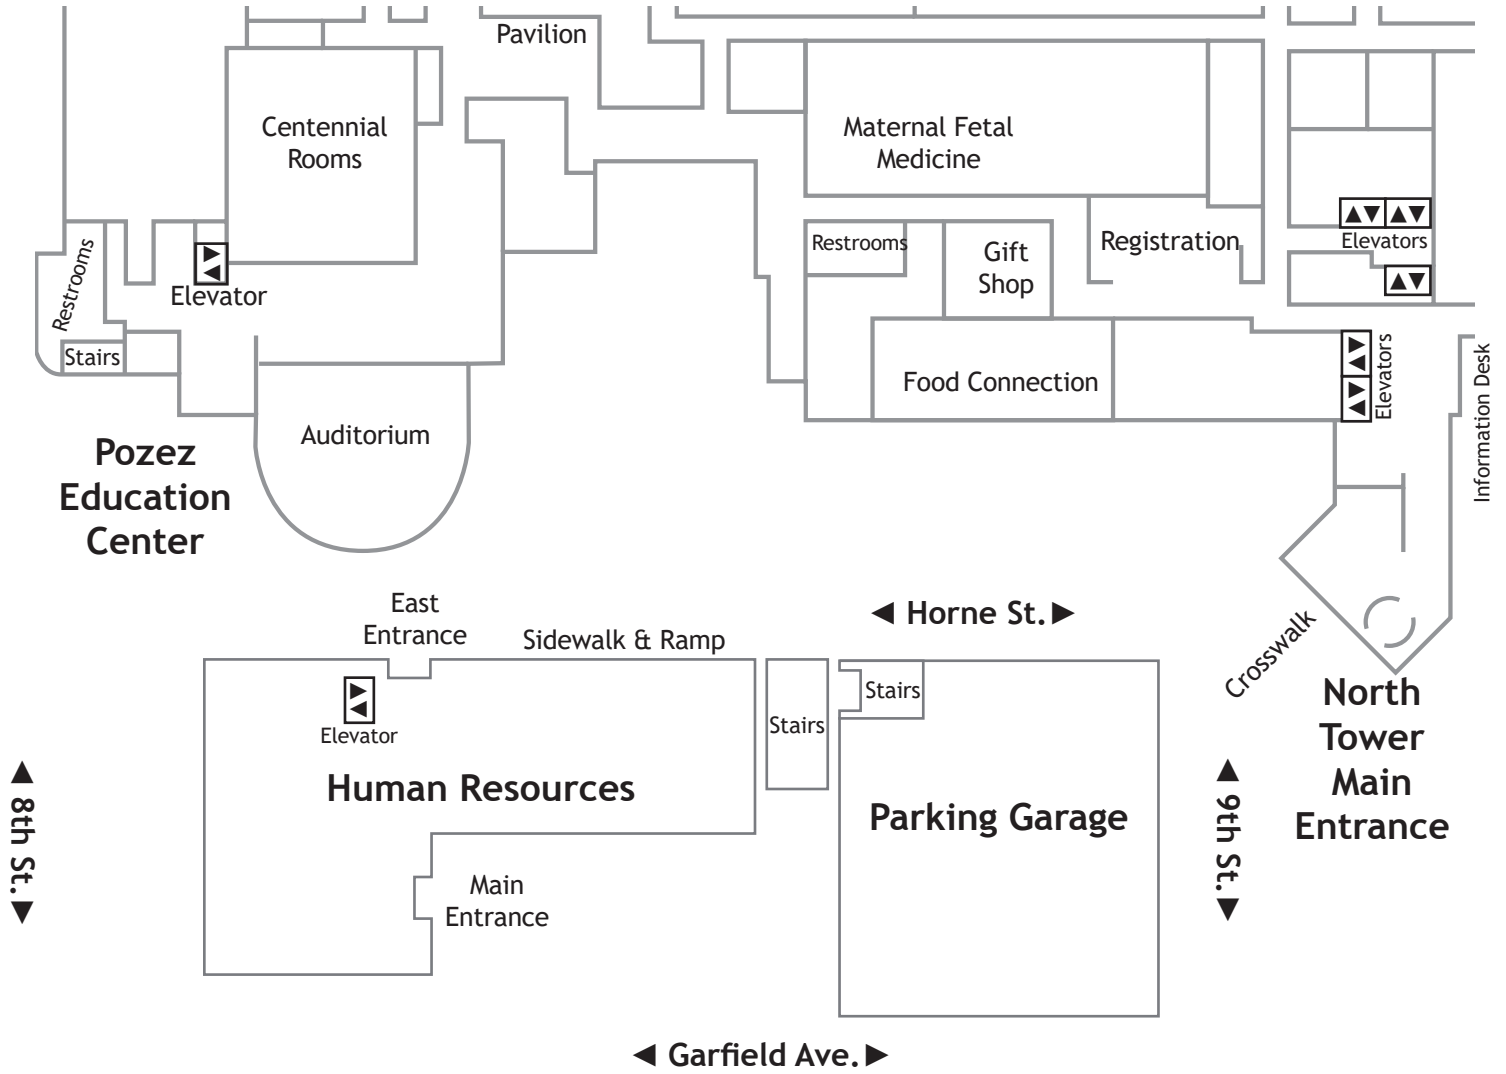 Pavilion
Centennial
Rooms
Maternal Fetal
Medicine
Restrooms
Elevator
Stairs
Restrooms
Gift
Shop
Registration
Elevators
Food Connection
Elevators
Information Desk
Auditorium
Pozez
Education
Center
East
Entrance
Sidewalk & Ramp
Horne St.
Crosswalk
Stairs
Stairs
Elevator
Human Resources
Parking Garage
North
Tower
Main
Entrance
8th St.
9th St.
Main
Entrance
Garfield Ave.